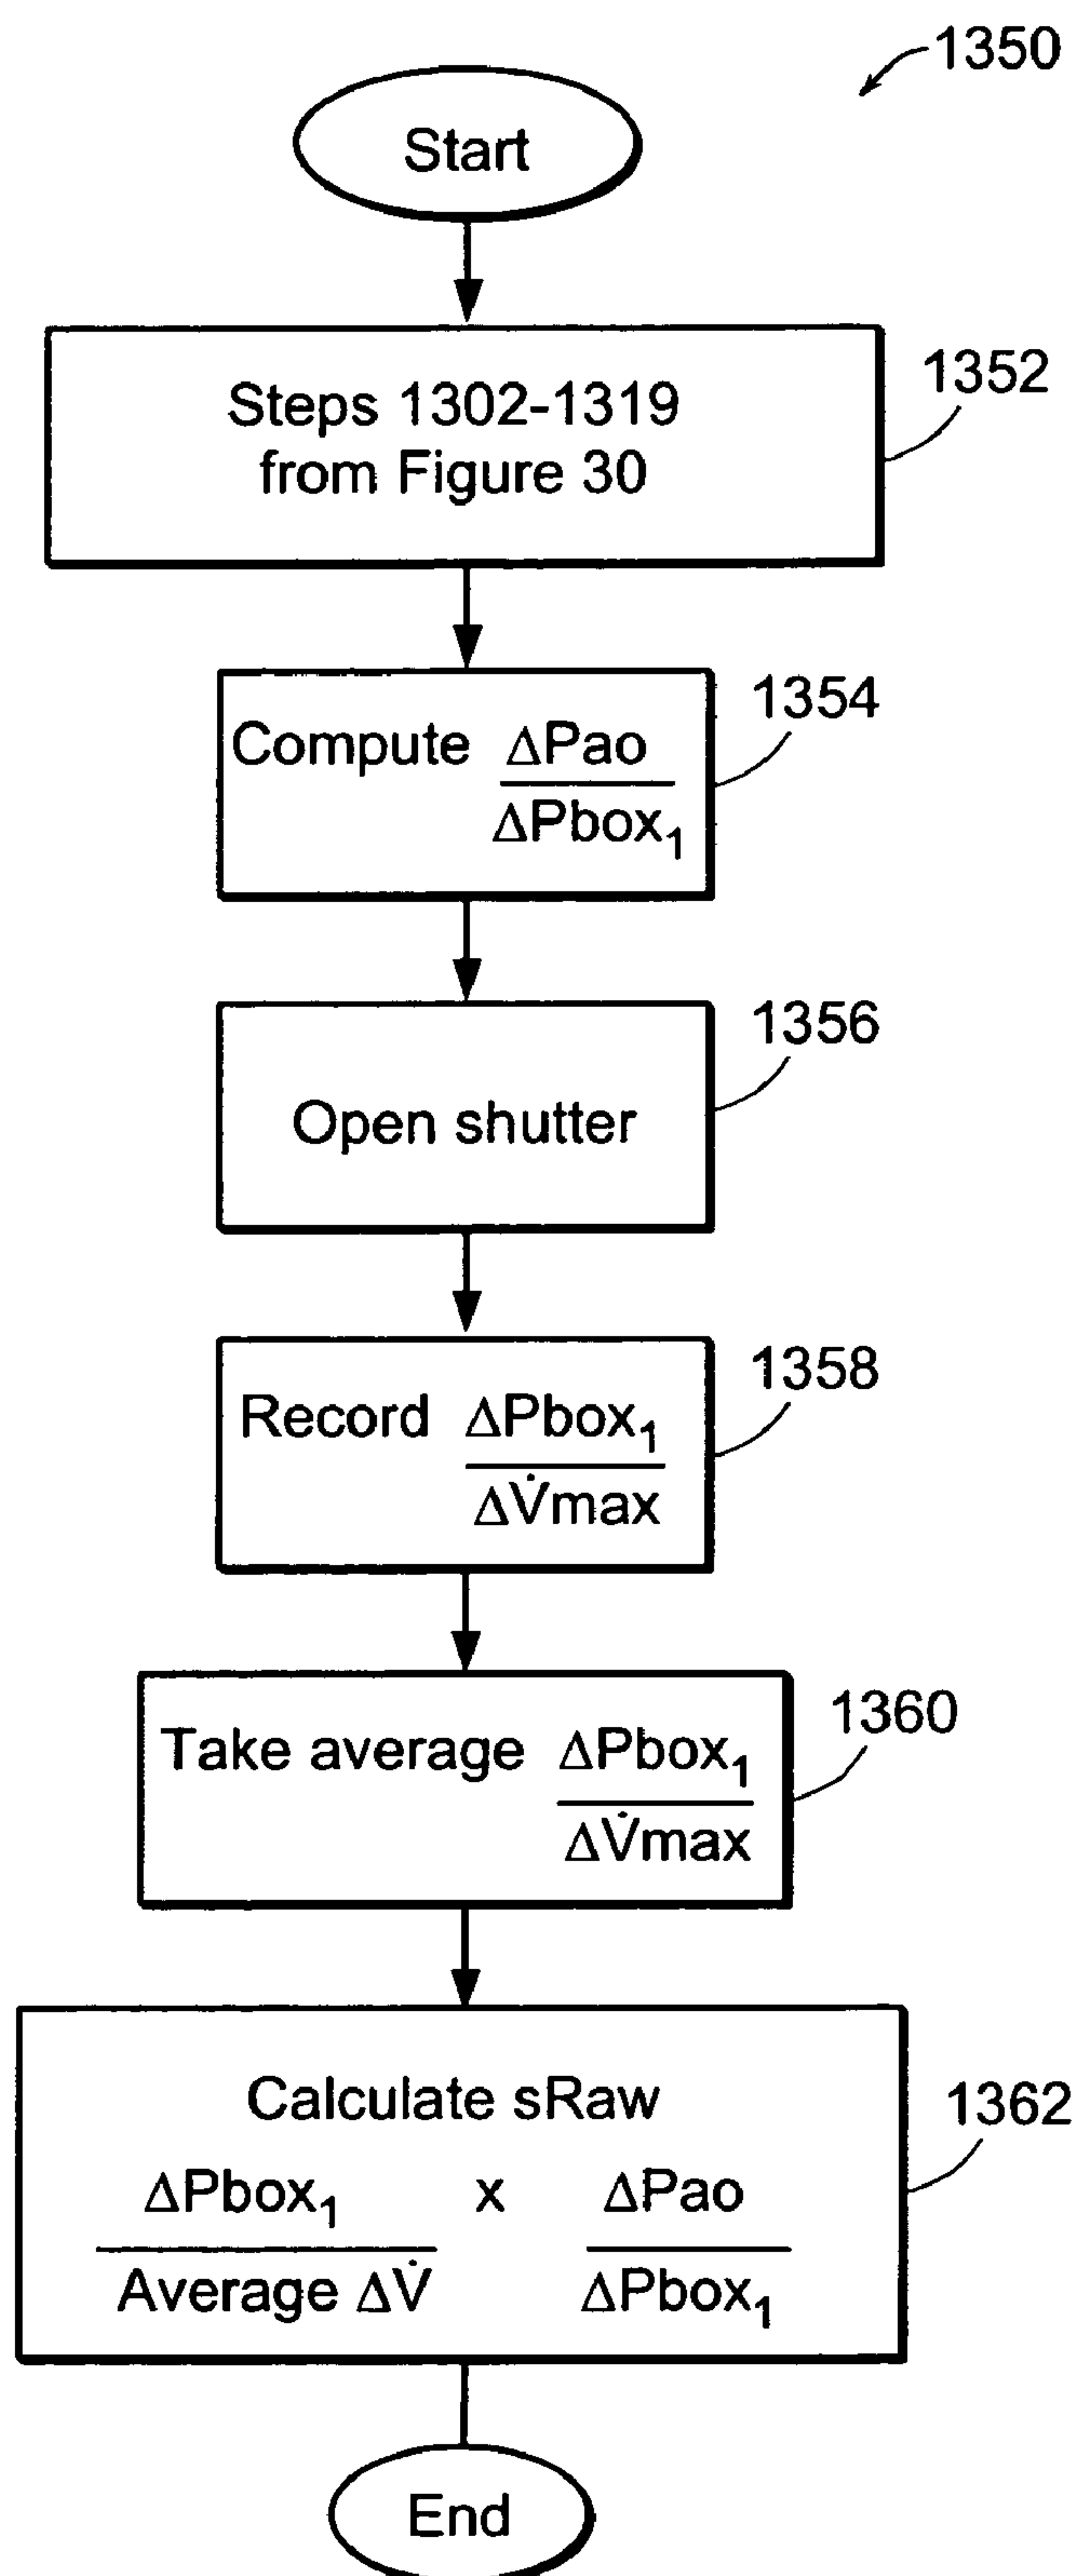 1350
Start
Steps 1302-1319
from Figure 30
1352
Compute ΔPao
ΔPbox₁
1354
Open shutter
1356
Record ΔPbox₁
ΔV̇max
1358
Take average ΔPbox₁
ΔV̇max
1360
Calculate sRaw
ΔPbox₁ x ΔPao
Average ΔV̇ ΔPbox₁
1362
End